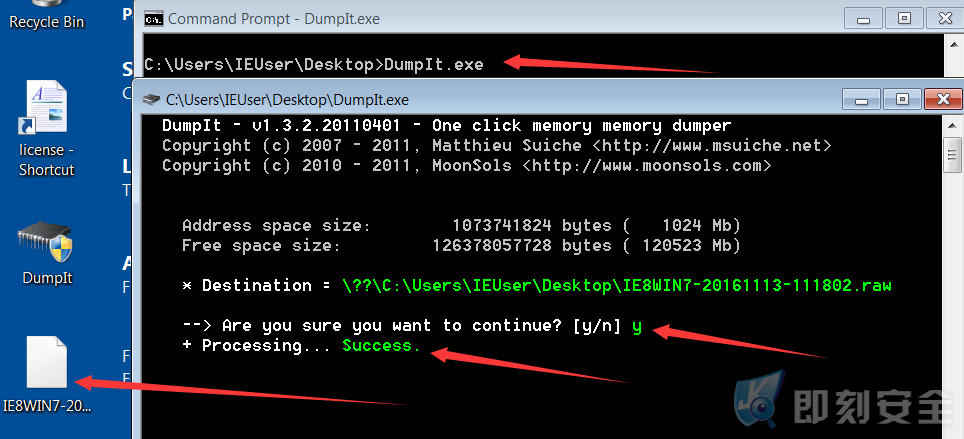 Recycle Bin
license -
Shortcut
DumpIt
IE8WIN7-20...
Command Prompt - DumpIt.exe
C:\Users\IEUser\Desktop>DumpIt.exe
C:\Users\IEUser\Desktop\DumpIt.exe
DumpIt - v1.3.2.20110401 - One click memory memory dumper
Copyright (c) 2007 - 2011, Matthieu Suiche <http://www.msuiche.net>
Copyright (c) 2010 - 2011, MoonSols <http://www.moonsols.com>
Address space size: 1073741824 bytes ( 1024 Mb)
Free space size: 126378057728 bytes ( 120523 Mb)
* Destination = \??\C:\Users\IEUser\Desktop\IE8WIN7-20161113-111802.raw
--> Are you sure you want to continue? [y/n] y
+ Processing... Success.
即刻安全